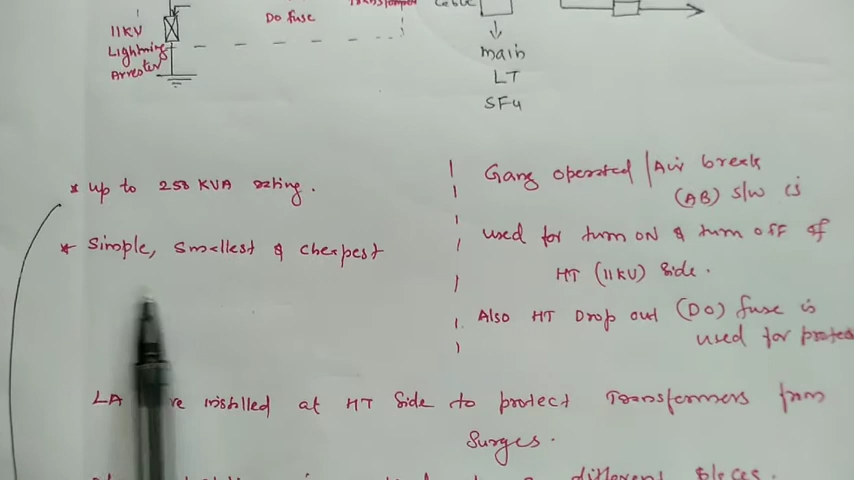 Transformer
11KV
Lightning
Arrester
Do fuse
main
LT
SFU
* up to 250 KVA rating.
* Simple, Smallest & Cheapest
Gang operated / Air break
(AB) S/W is
used for turn ON & turn off of
HT (11KV) Side.
Also HT Drop out (DO) fuse is
used for protec
LA installed at HT Side to protect Transformers from
Surges.
different places.